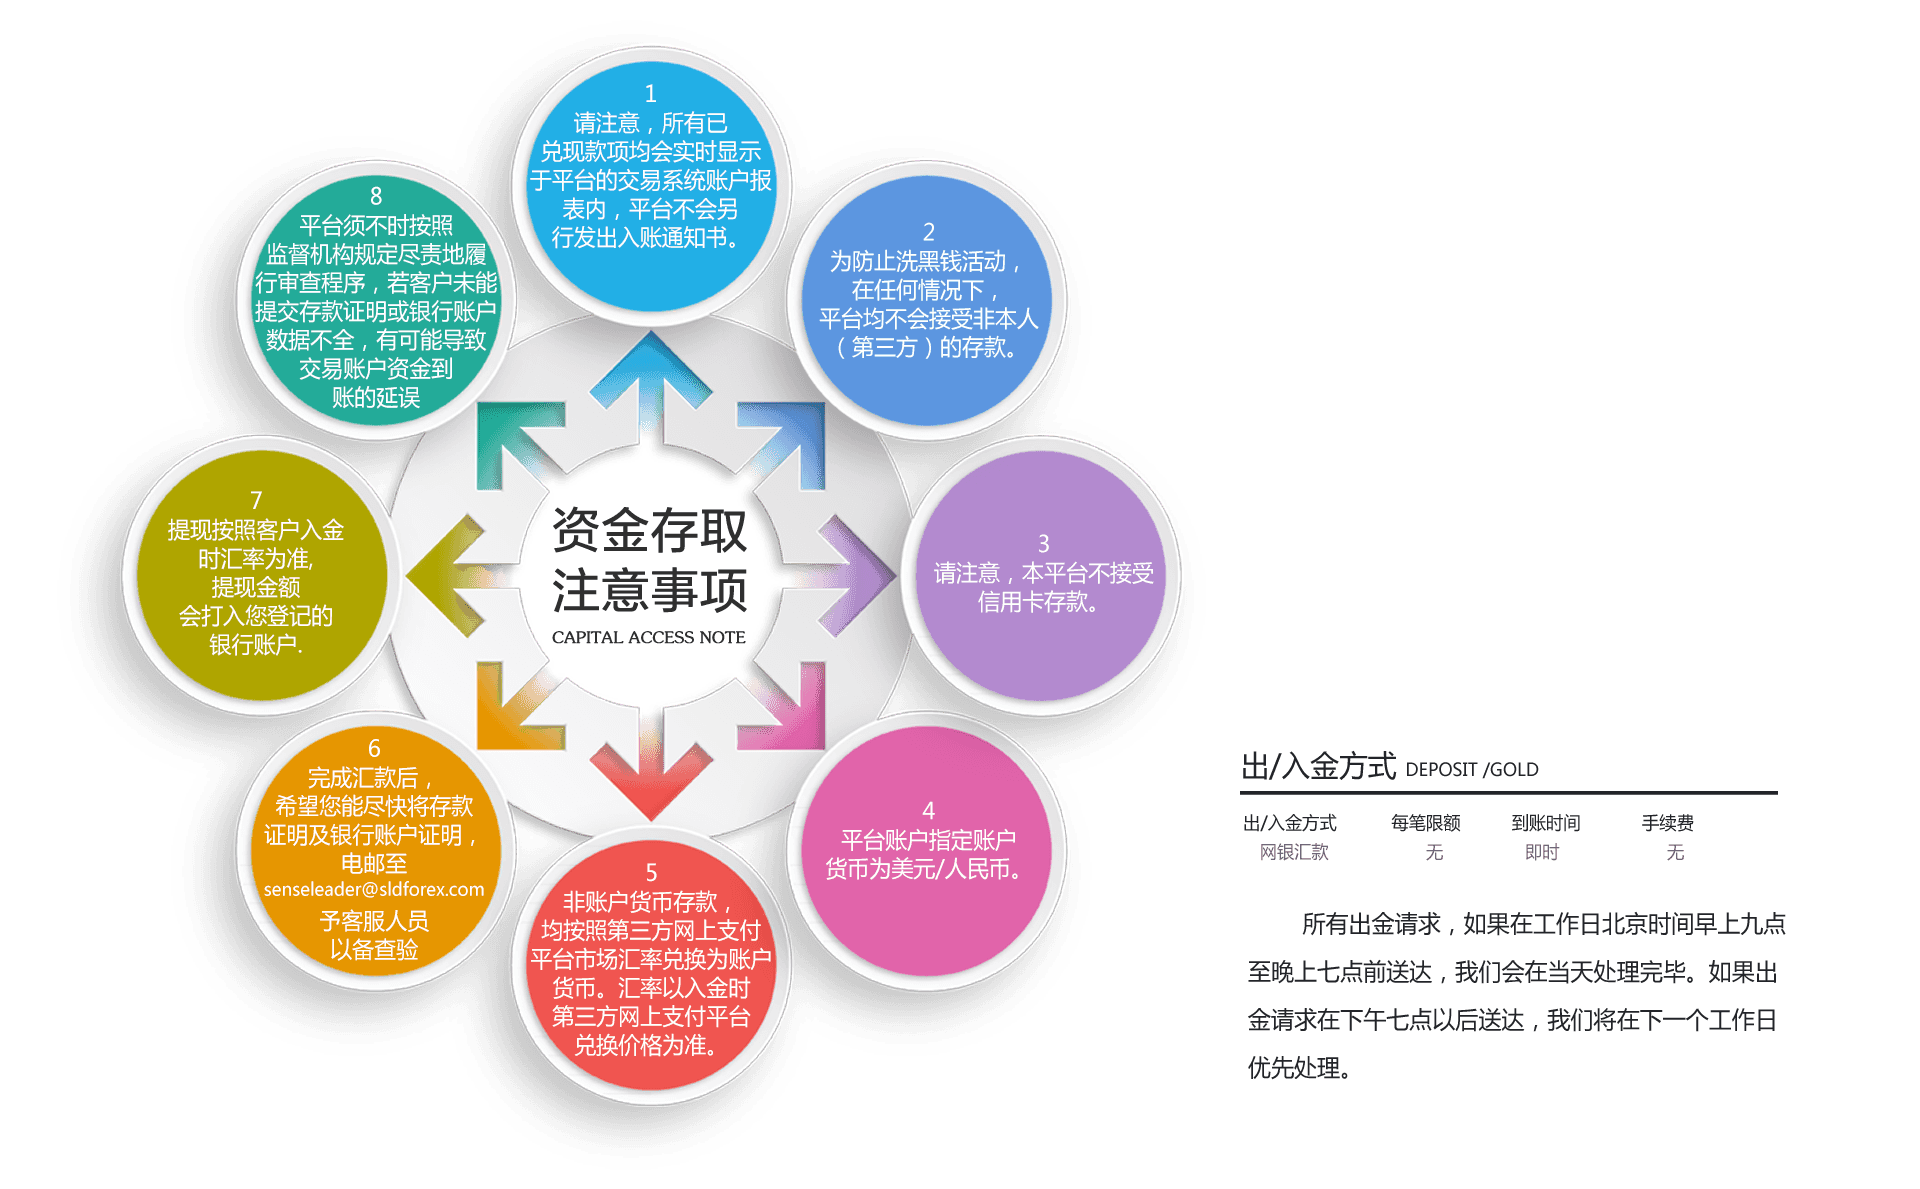 资金存取
注意事项
CAPITAL ACCESS NOTE
1
请注意，所有已
兑现款项均会实时显示
于平台的交易系统账户报
表内，平台不会另
行发出入账通知书。
2
为防止洗黑钱活动，
在任何情况下，
平台均不会接受非本人
（第三方）的存款。
3
请注意，本平台不接受
信用卡存款。
4
平台账户指定账户
货币为美元/人民币。
5
非账户货币存款，
均按照第三方网上支付
平台市场汇率兑换为账户
货币。汇率以入金时
第三方网上支付平台
兑换价格为准。
6
完成汇款后，
希望您能尽快将存款
证明及银行账户证明，
电邮至
senseleader@sldforex.com
予客服人员
以备查验
7
提现按照客户入金
时汇率为准,
提现金额
会打入您登记的
银行账户.
8
平台须不时按照
监督机构规定尽责地履
行审查程序，若客户未能
提交存款证明或银行账户
数据不全，有可能导致
交易账户资金到
账的延误
出/入金方式 DEPOSIT /GOLD
出/入金方式 每笔限额 到账时间 手续费
网银汇款 无 即时 无
所有出金请求，如果在工作日北京时间早上九点
至晚上七点前送达，我们会在当天处理完毕。如果出
金请求在下午七点以后送达，我们将在下一个工作日
优先处理。